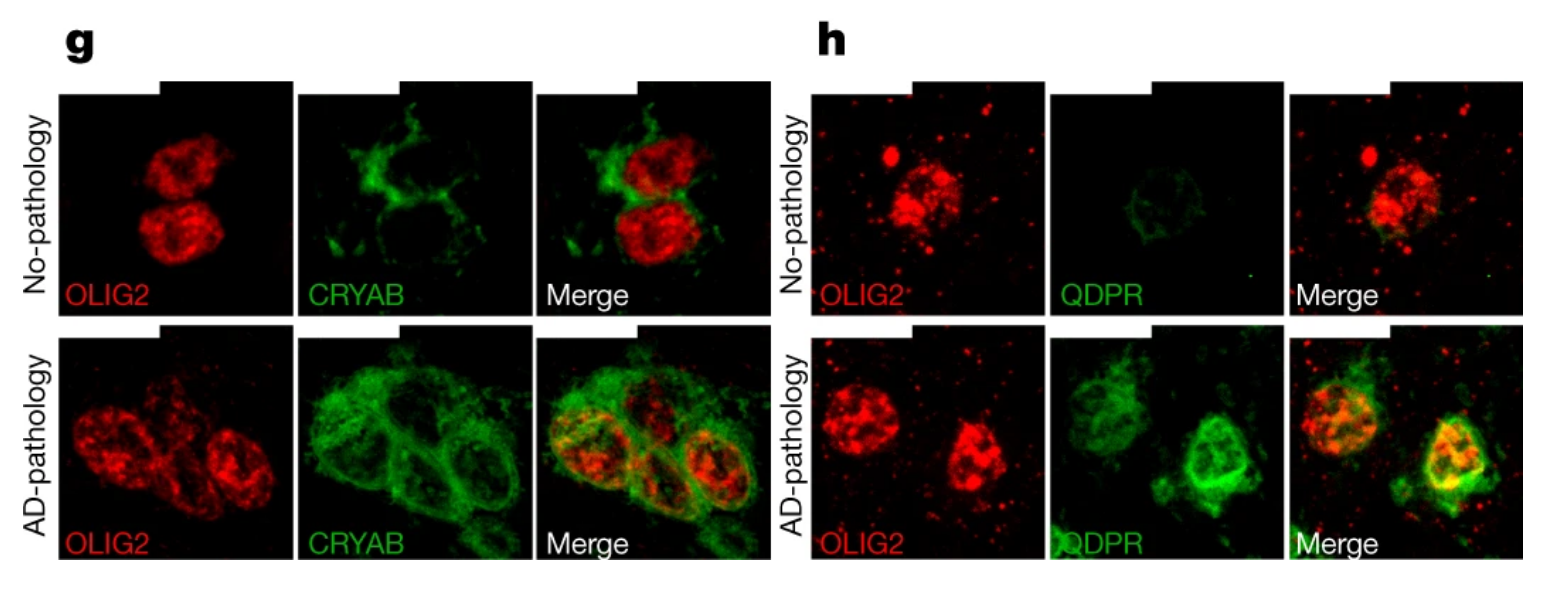 g
No-pathology
OLIG2
CRYAB
Merge
AD-pathology
OLIG2
CRYAB
Merge
h
No-pathology
OLIG2
QDPR
Merge
AD-pathology
OLIG2
QDPR
Merge